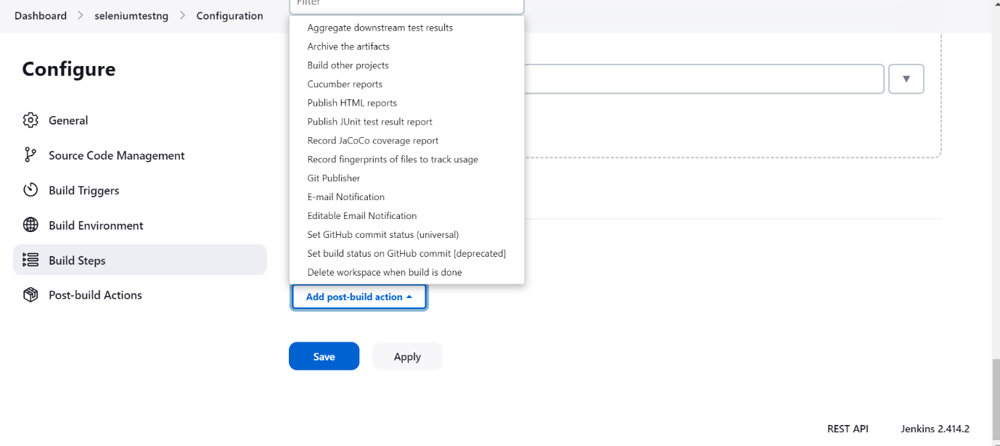 Dashboard > seleniumtestng > Configuration
Filter
Configure
General
Source Code Management
Build Triggers
Build Environment
Build Steps
Post-build Actions
Aggregate downstream test results
Archive the artifacts
Build other projects
Cucumber reports
Publish HTML reports
Publish JUnit test result report
Record JaCoCo coverage report
Record fingerprints of files to track usage
Git Publisher
E-mail Notification
Editable Email Notification
Set GitHub commit status (universal)
Set build status on GitHub commit [deprecated]
Delete workspace when build is done
Add post-build action
Save Apply
REST API Jenkins 2.414.2